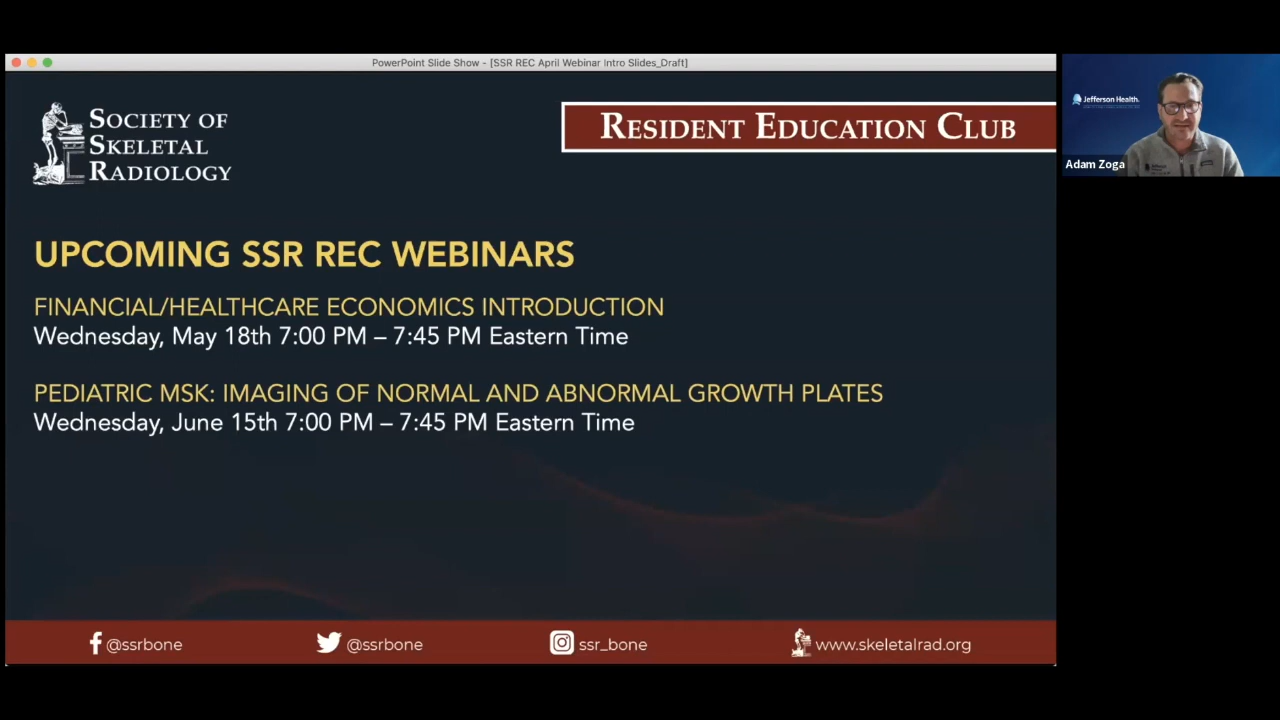 PowerPoint Slide Show - [SSR REC April Webinar Intro Slides_Draft]
SOCIETY OF
SKELETAL
RADIOLOGY
RESIDENT EDUCATION CLUB
Jefferson Health.
Adam Zoga
UPCOMING SSR REC WEBINARS
FINANCIAL/HEALTHCARE ECONOMICS INTRODUCTION
Wednesday, May 18th 7:00 PM – 7:45 PM Eastern Time
PEDIATRIC MSK: IMAGING OF NORMAL AND ABNORMAL GROWTH PLATES
Wednesday, June 15th 7:00 PM – 7:45 PM Eastern Time
@ssrbone
@ssrbone
ssr_bone
www.skeletalrad.org